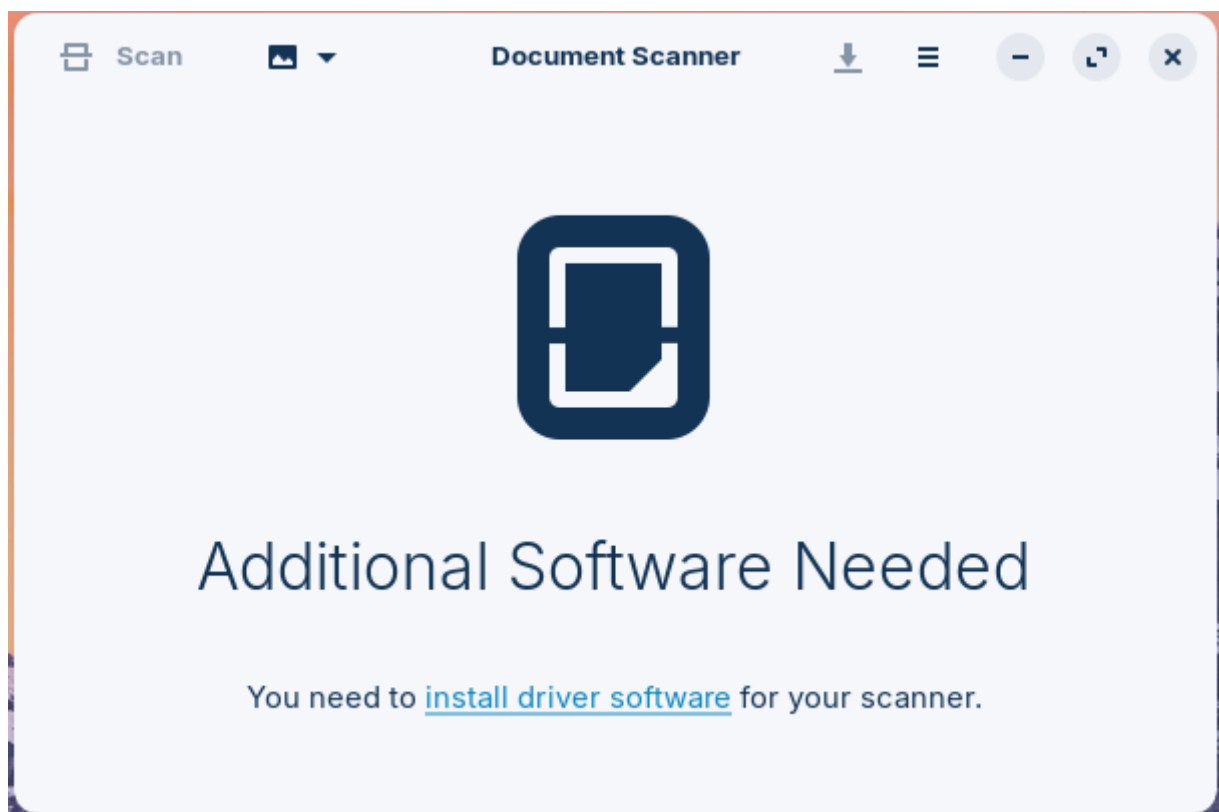 Scan
Document Scanner
Additional Software Needed
You need to install driver software for your scanner.